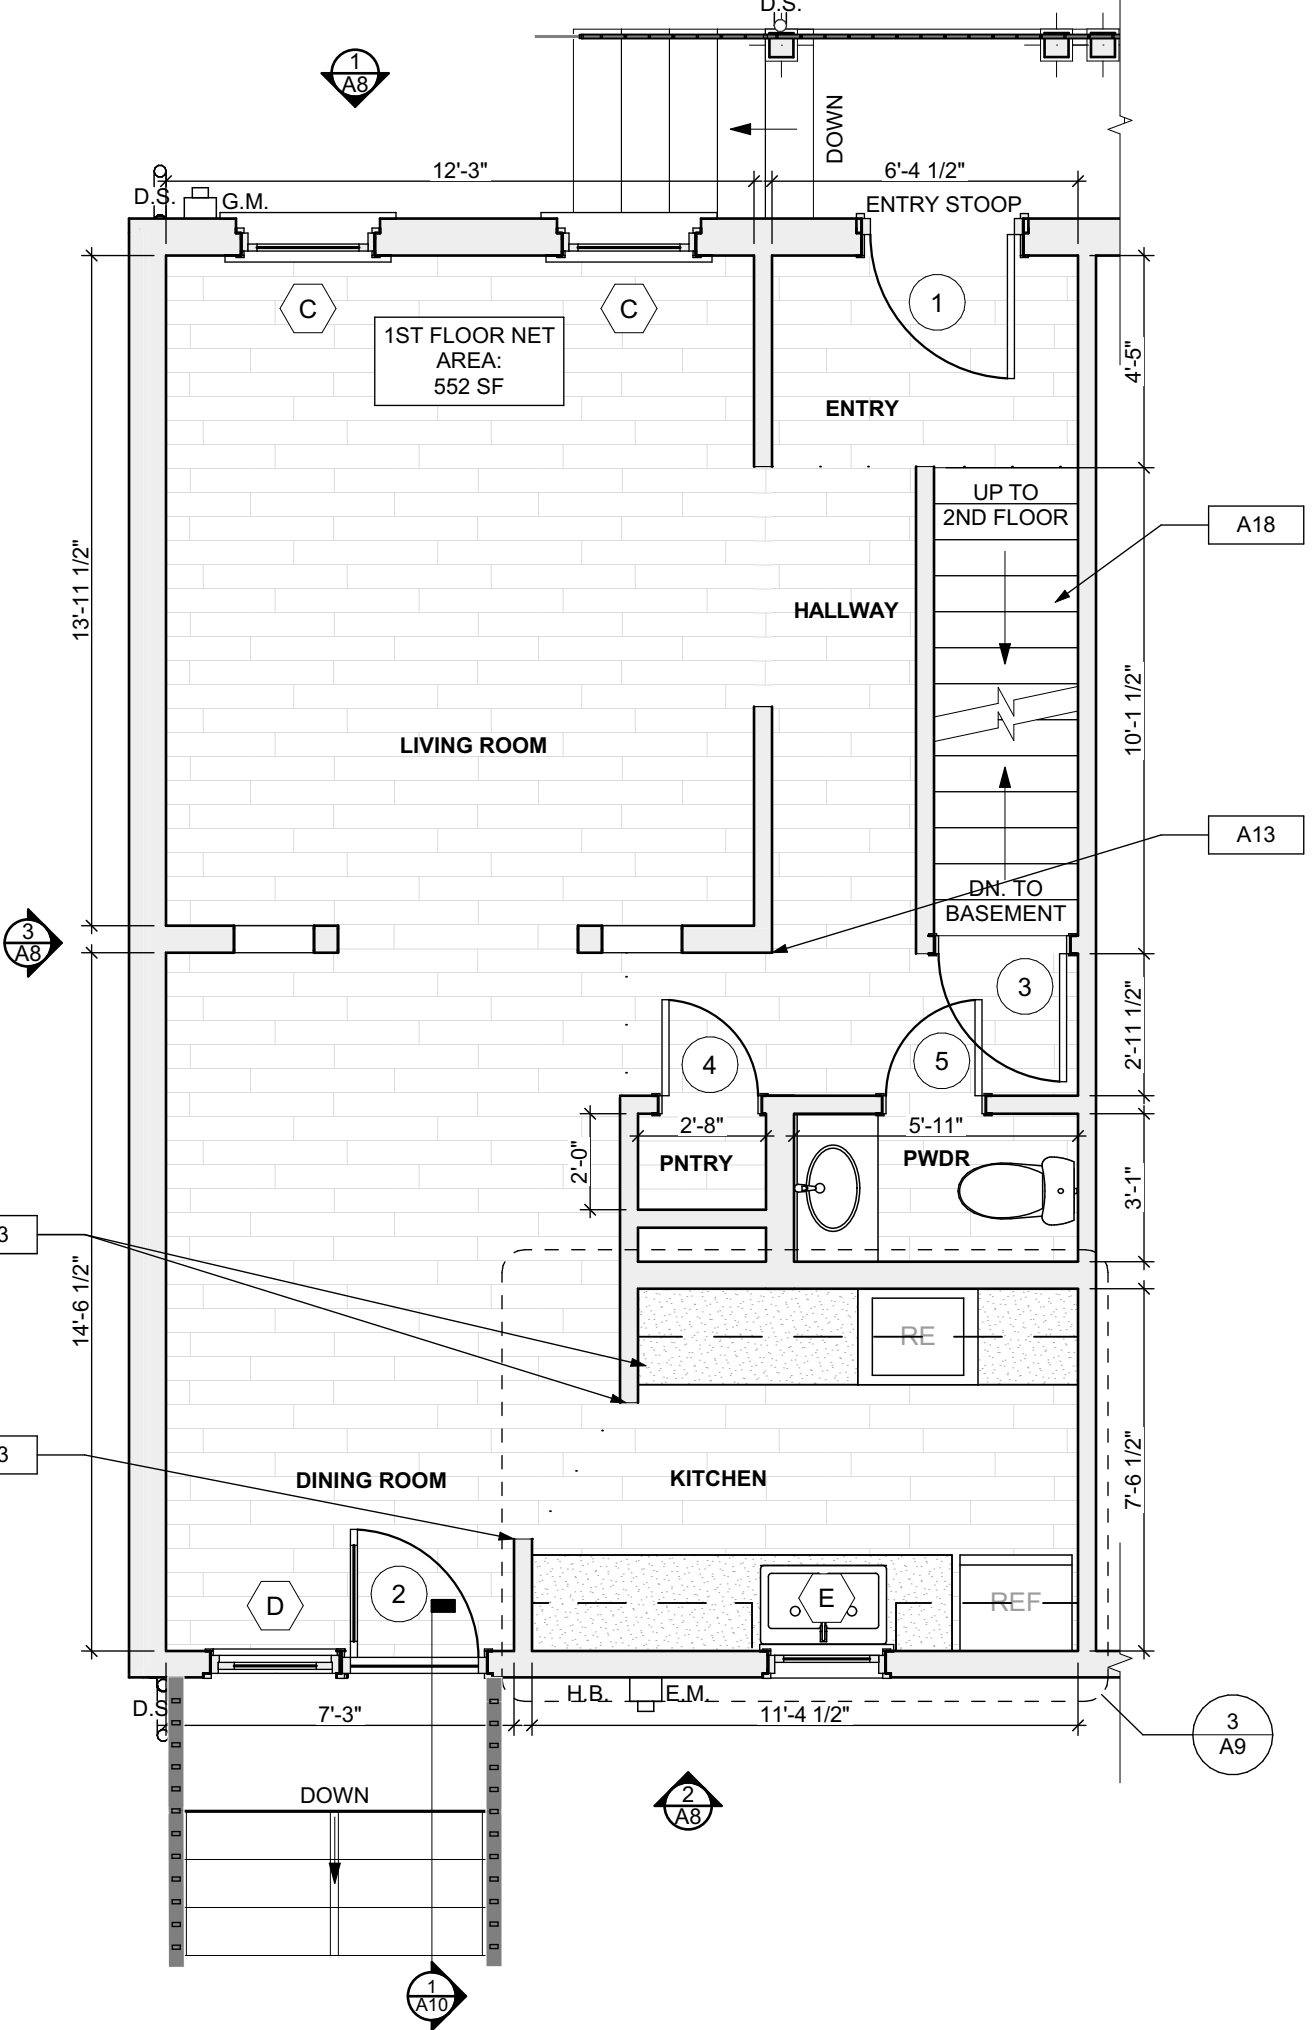 D.S.
1
A8
DOWN
12'-3"
6'-4 1/2"
D.S.
G.M.
ENTRY STOOP
C
C
1
1ST FLOOR NET
AREA:
552 SF
4'-5"
ENTRY
UP TO
2ND FLOOR
A18
13'-11 1/2"
HALLWAY
10'-1 1/2"
LIVING ROOM
A13
DN. TO
BASEMENT
3
A8
3
2'-11 1/2"
4
5
2'-8"
5'-11"
2'-0"
PNTRY
PWDR
3'-1"
3
14'-6 1/2"
RE
3
DINING ROOM
KITCHEN
7'-6 1/2"
D
2
E
REF
D.S
H.B.
E.M.
7'-3"
11'-4 1/2"
3
A9
DOWN
2
A8
1
A10